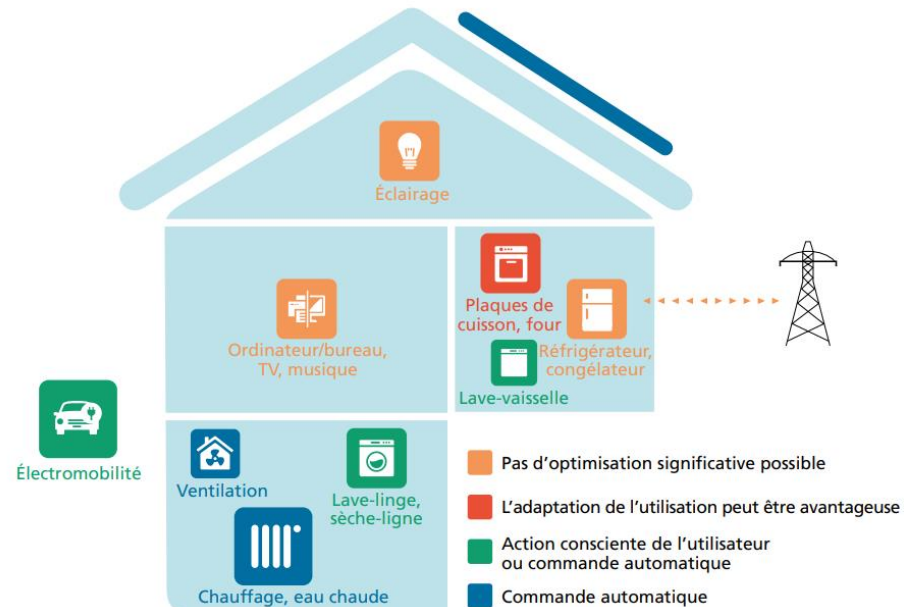 Éclairage
Ordinateur/bureau,
TV, musique
Plaques de
cuisson, four
Réfrigérateur,
congélateur
Lave-vaisselle
Électromobilité
Ventilation
Lave-linge,
sèche-ligne
Chauffage, eau chaude
Pas d'optimisation significative possible
L'adaptation de l'utilisation peut être avantageuse
Action consciente de l'utilisateur
ou commande automatique
Commande automatique